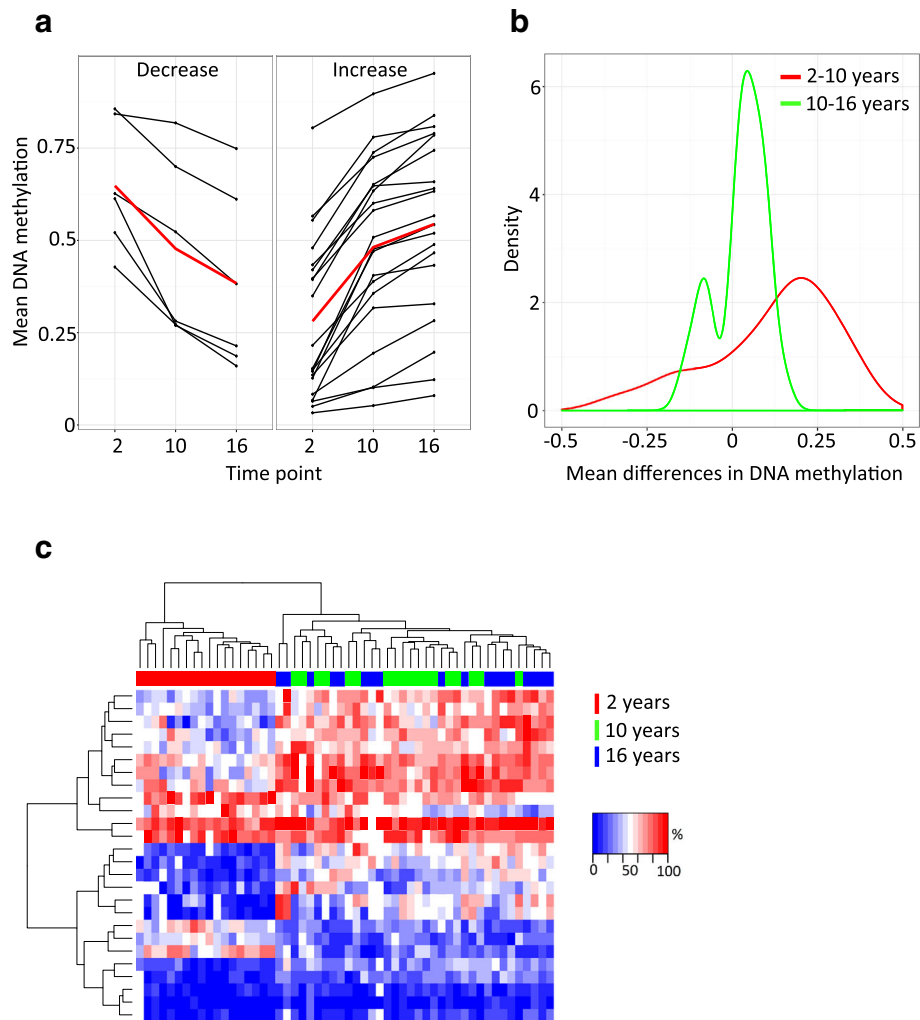 a
Decrease
Increase
Mean DNA methylation
0.75
0.5
0.25
0
2 10 16 2 10 16
Time point
b
2-10 years
10-16 years
Density
6
4
2
0
-0.5 -0.25 0 0.25 0.5
Mean differences in DNA methylation
c
2 years
10 years
16 years
%
0 50 100